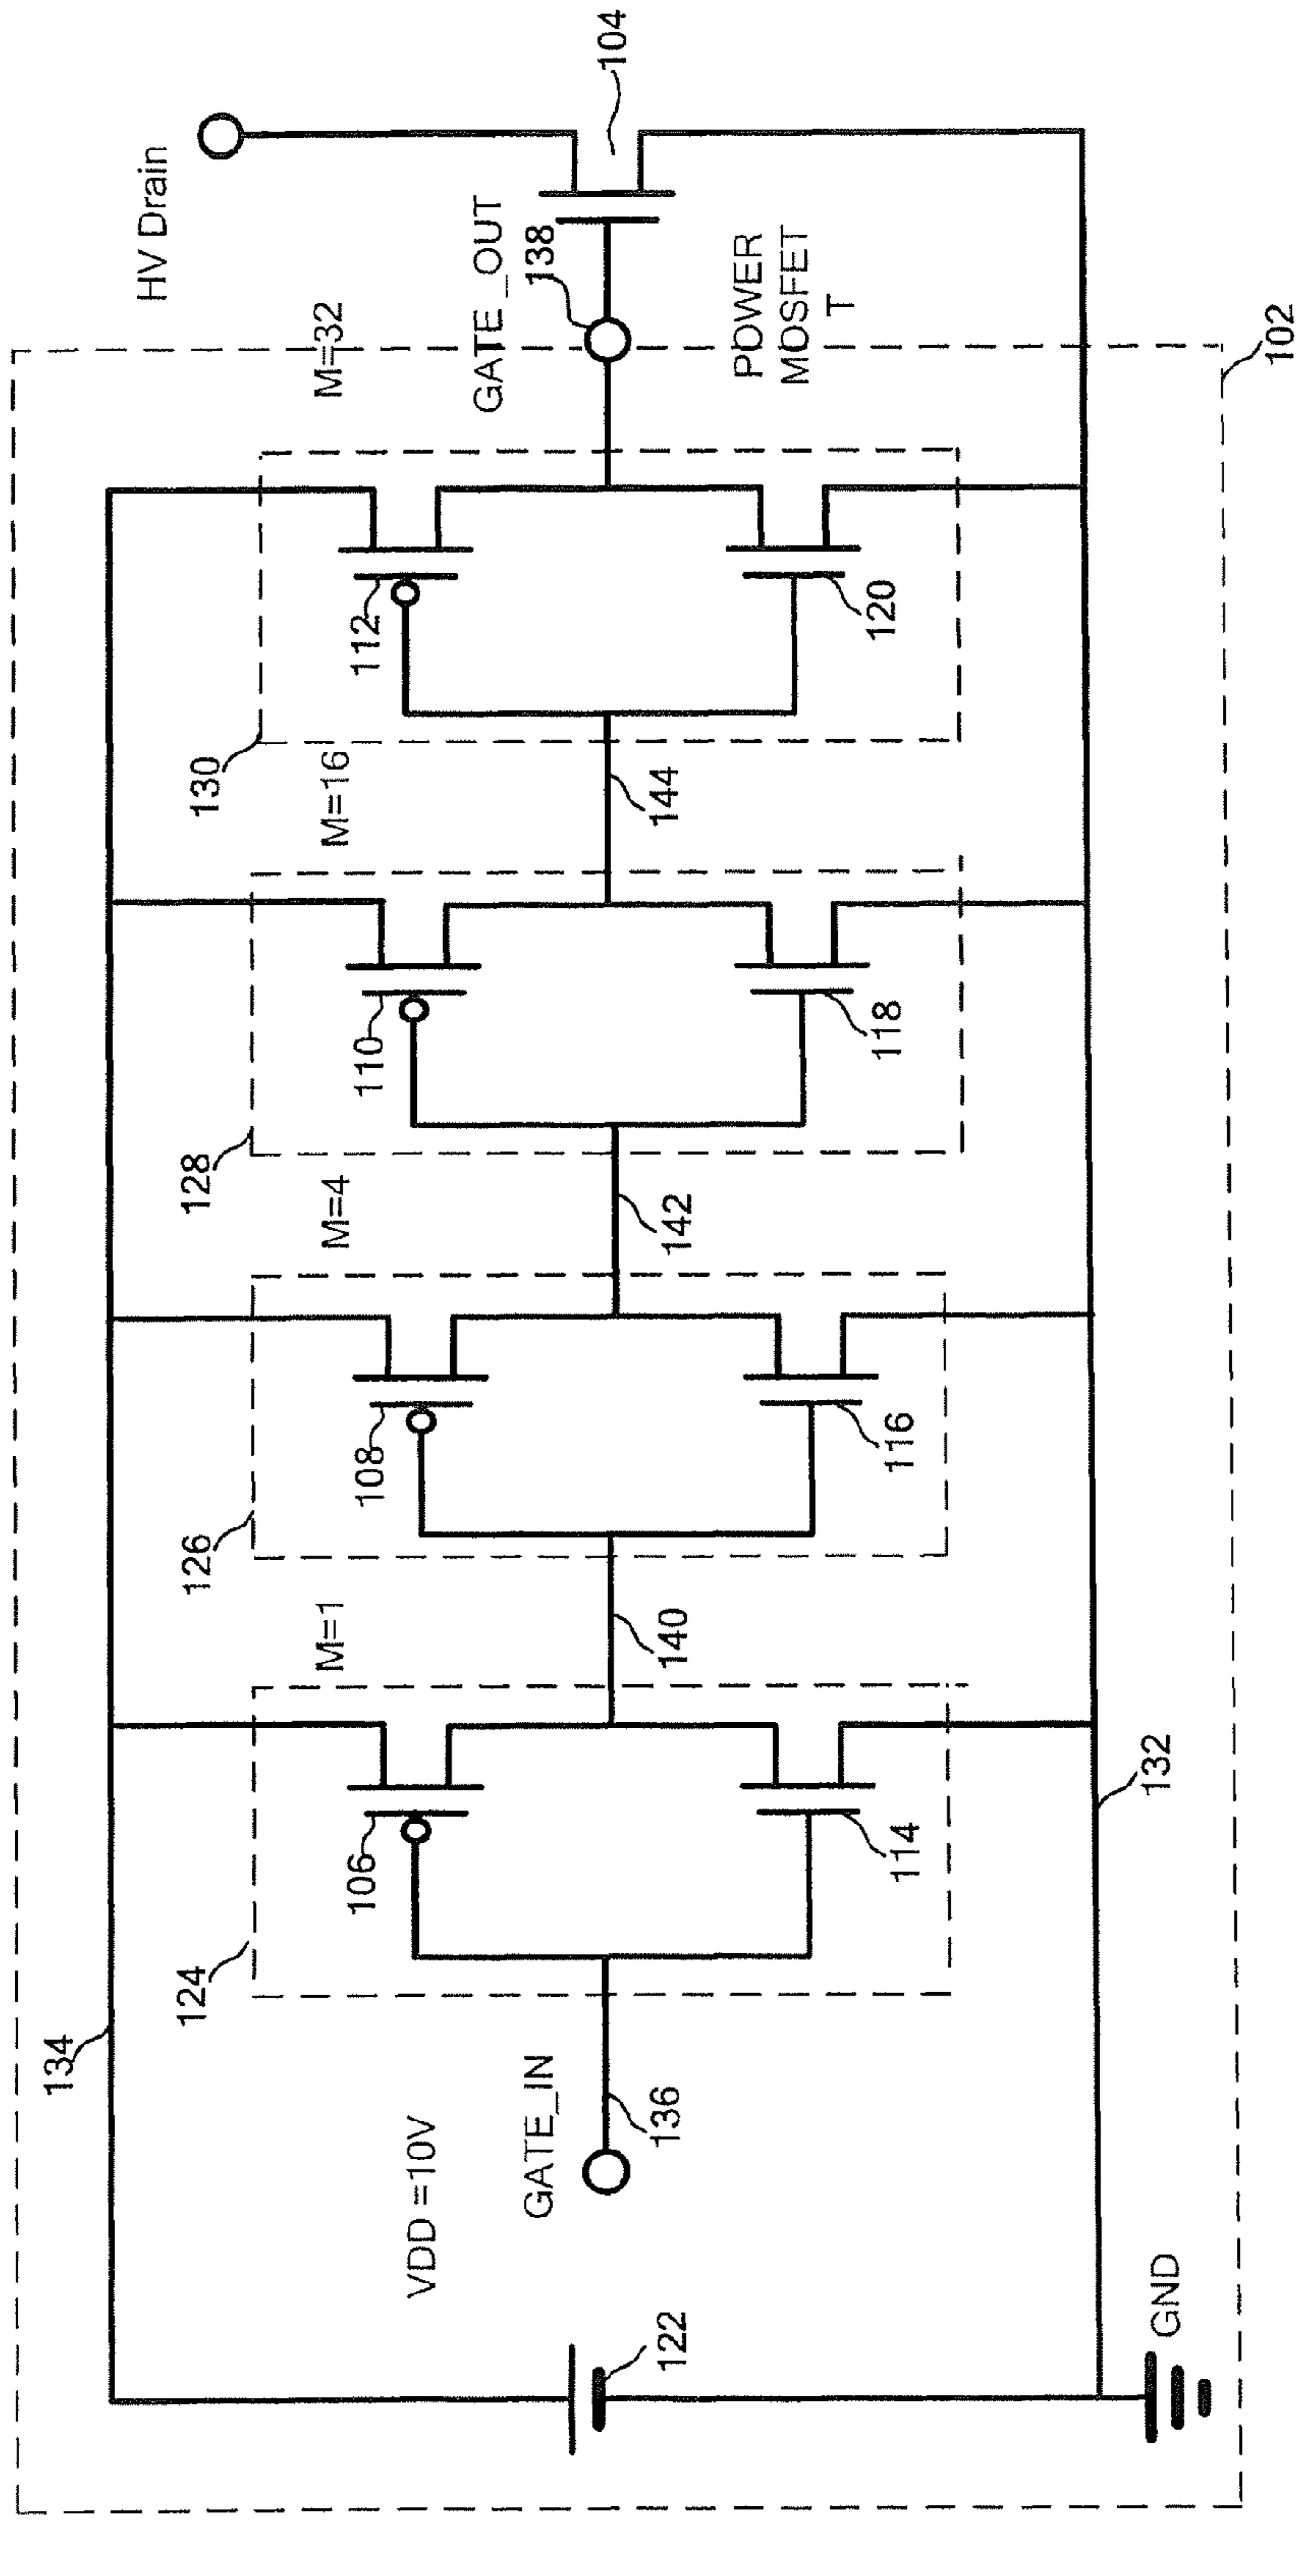 134
VDD =10V
GATE_IN
136
122
GND
132
124
106
114
M=1
140
126
108
116
M=4
142
128
110
118
M=16
144
130
112
120
M=32
GATE_OUT
138
POWER
MOSFET
T
HV Drain
104
102